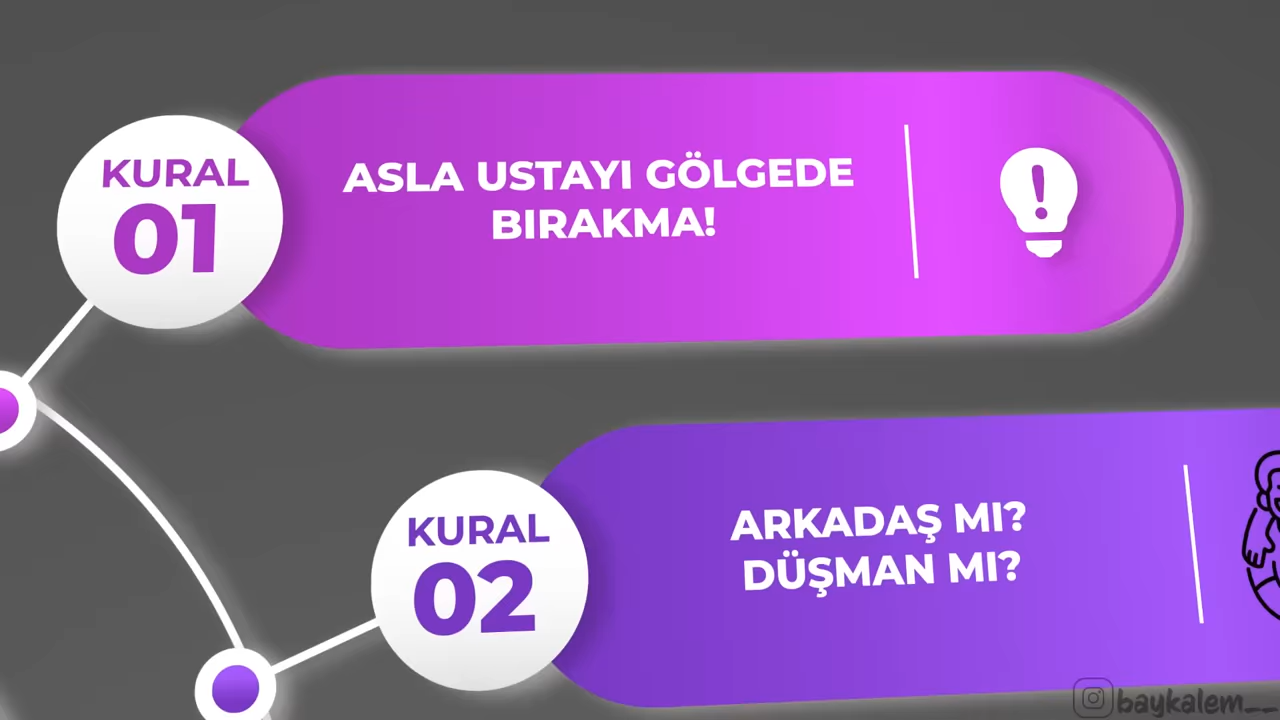 KURAL
01
ASLA USTAYI GÖLGEDE
BIRAKMA!
KURAL
02
ARKADAŞ MI?
DÜŞMAN MI?
baykalem__